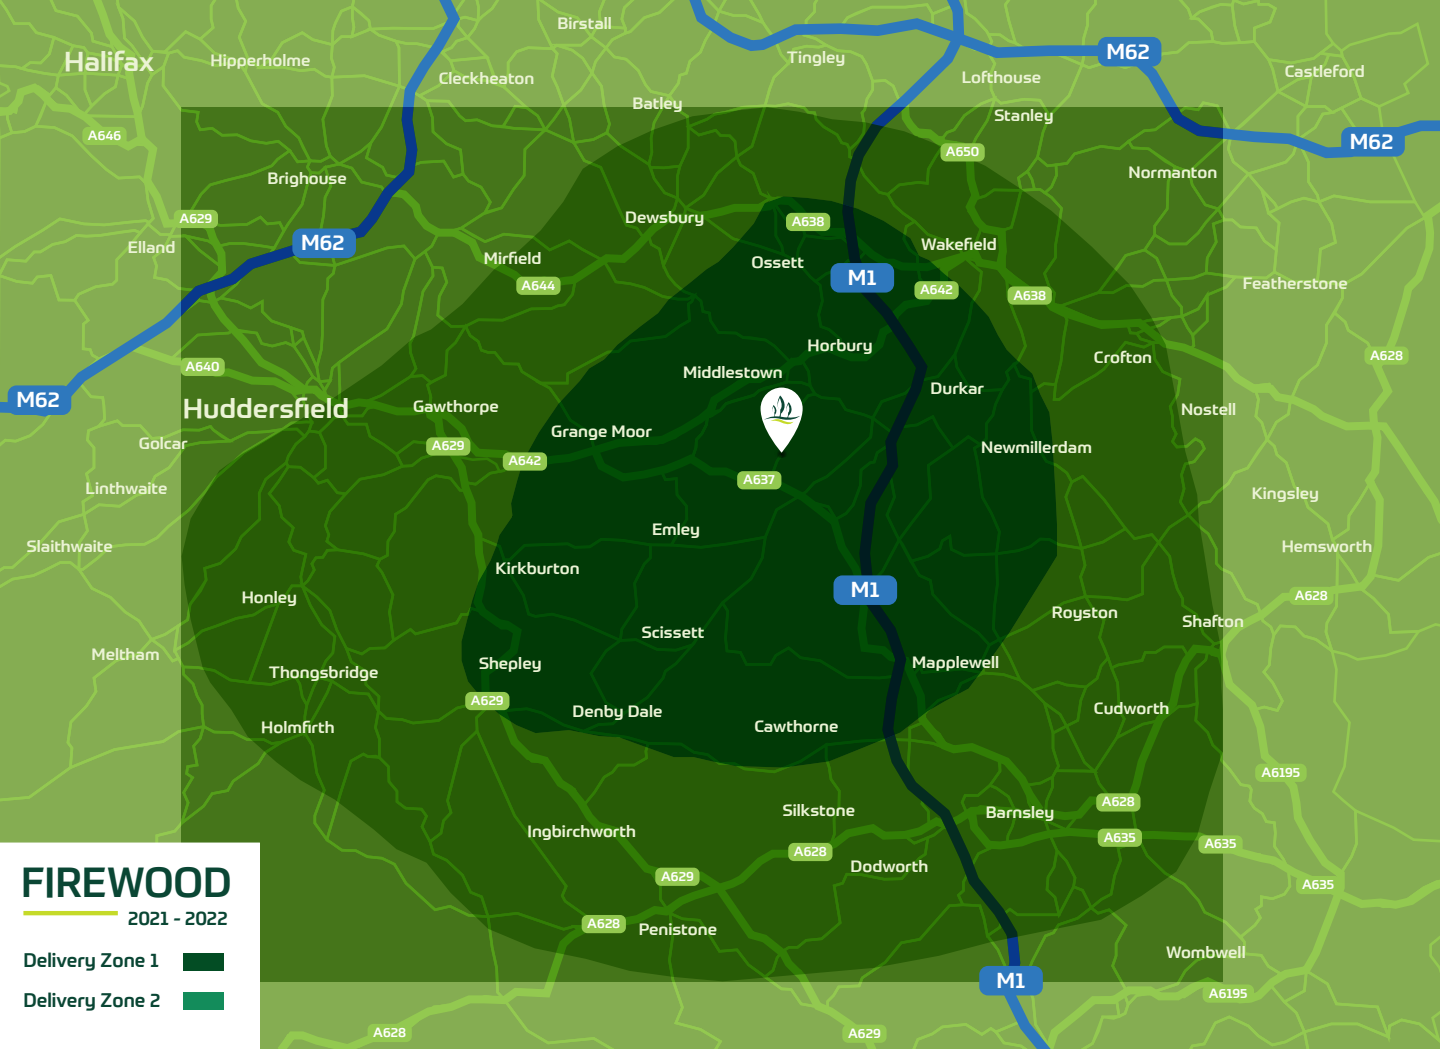 Birstall
Halifax
Hipperholme
Tingley
M62
Cleckheaton
Lofthouse
Castleford
Batley
Stanley
A646
M62
A650
Brighouse
Normanton
A629
Dewsbury
A638
Elland
M62
Wakefield
Mirfield
Ossett
M1
A644
A642
A638
Featherstone
Horbury
A628
Crofton
A640
Middlestown
Durkar
M62
Huddersfield
Gawthorpe
Nostell
Grange Moor
Golcar
A629
Newmillerdam
A642
A637
Linthwaite
Kingsley
Emley
Slaithwaite
Hemsworth
Kirkburton
M1
A628
Honley
Royston
Shafton
Scissett
Meltham
Shepley
Mapplewell
Thongsbridge
A629
Denby Dale
Cudworth
Holmfirth
Cawthorne
A6195
A628
Silkstone
Barnsley
Ingbirchworth
A635
A635
A628
Dodworth
A629
A635
A628
Penistone
Wombwell
M1
A6195
A628
A629
FIREWOOD
2021 - 2022
Delivery Zone 1
Delivery Zone 2